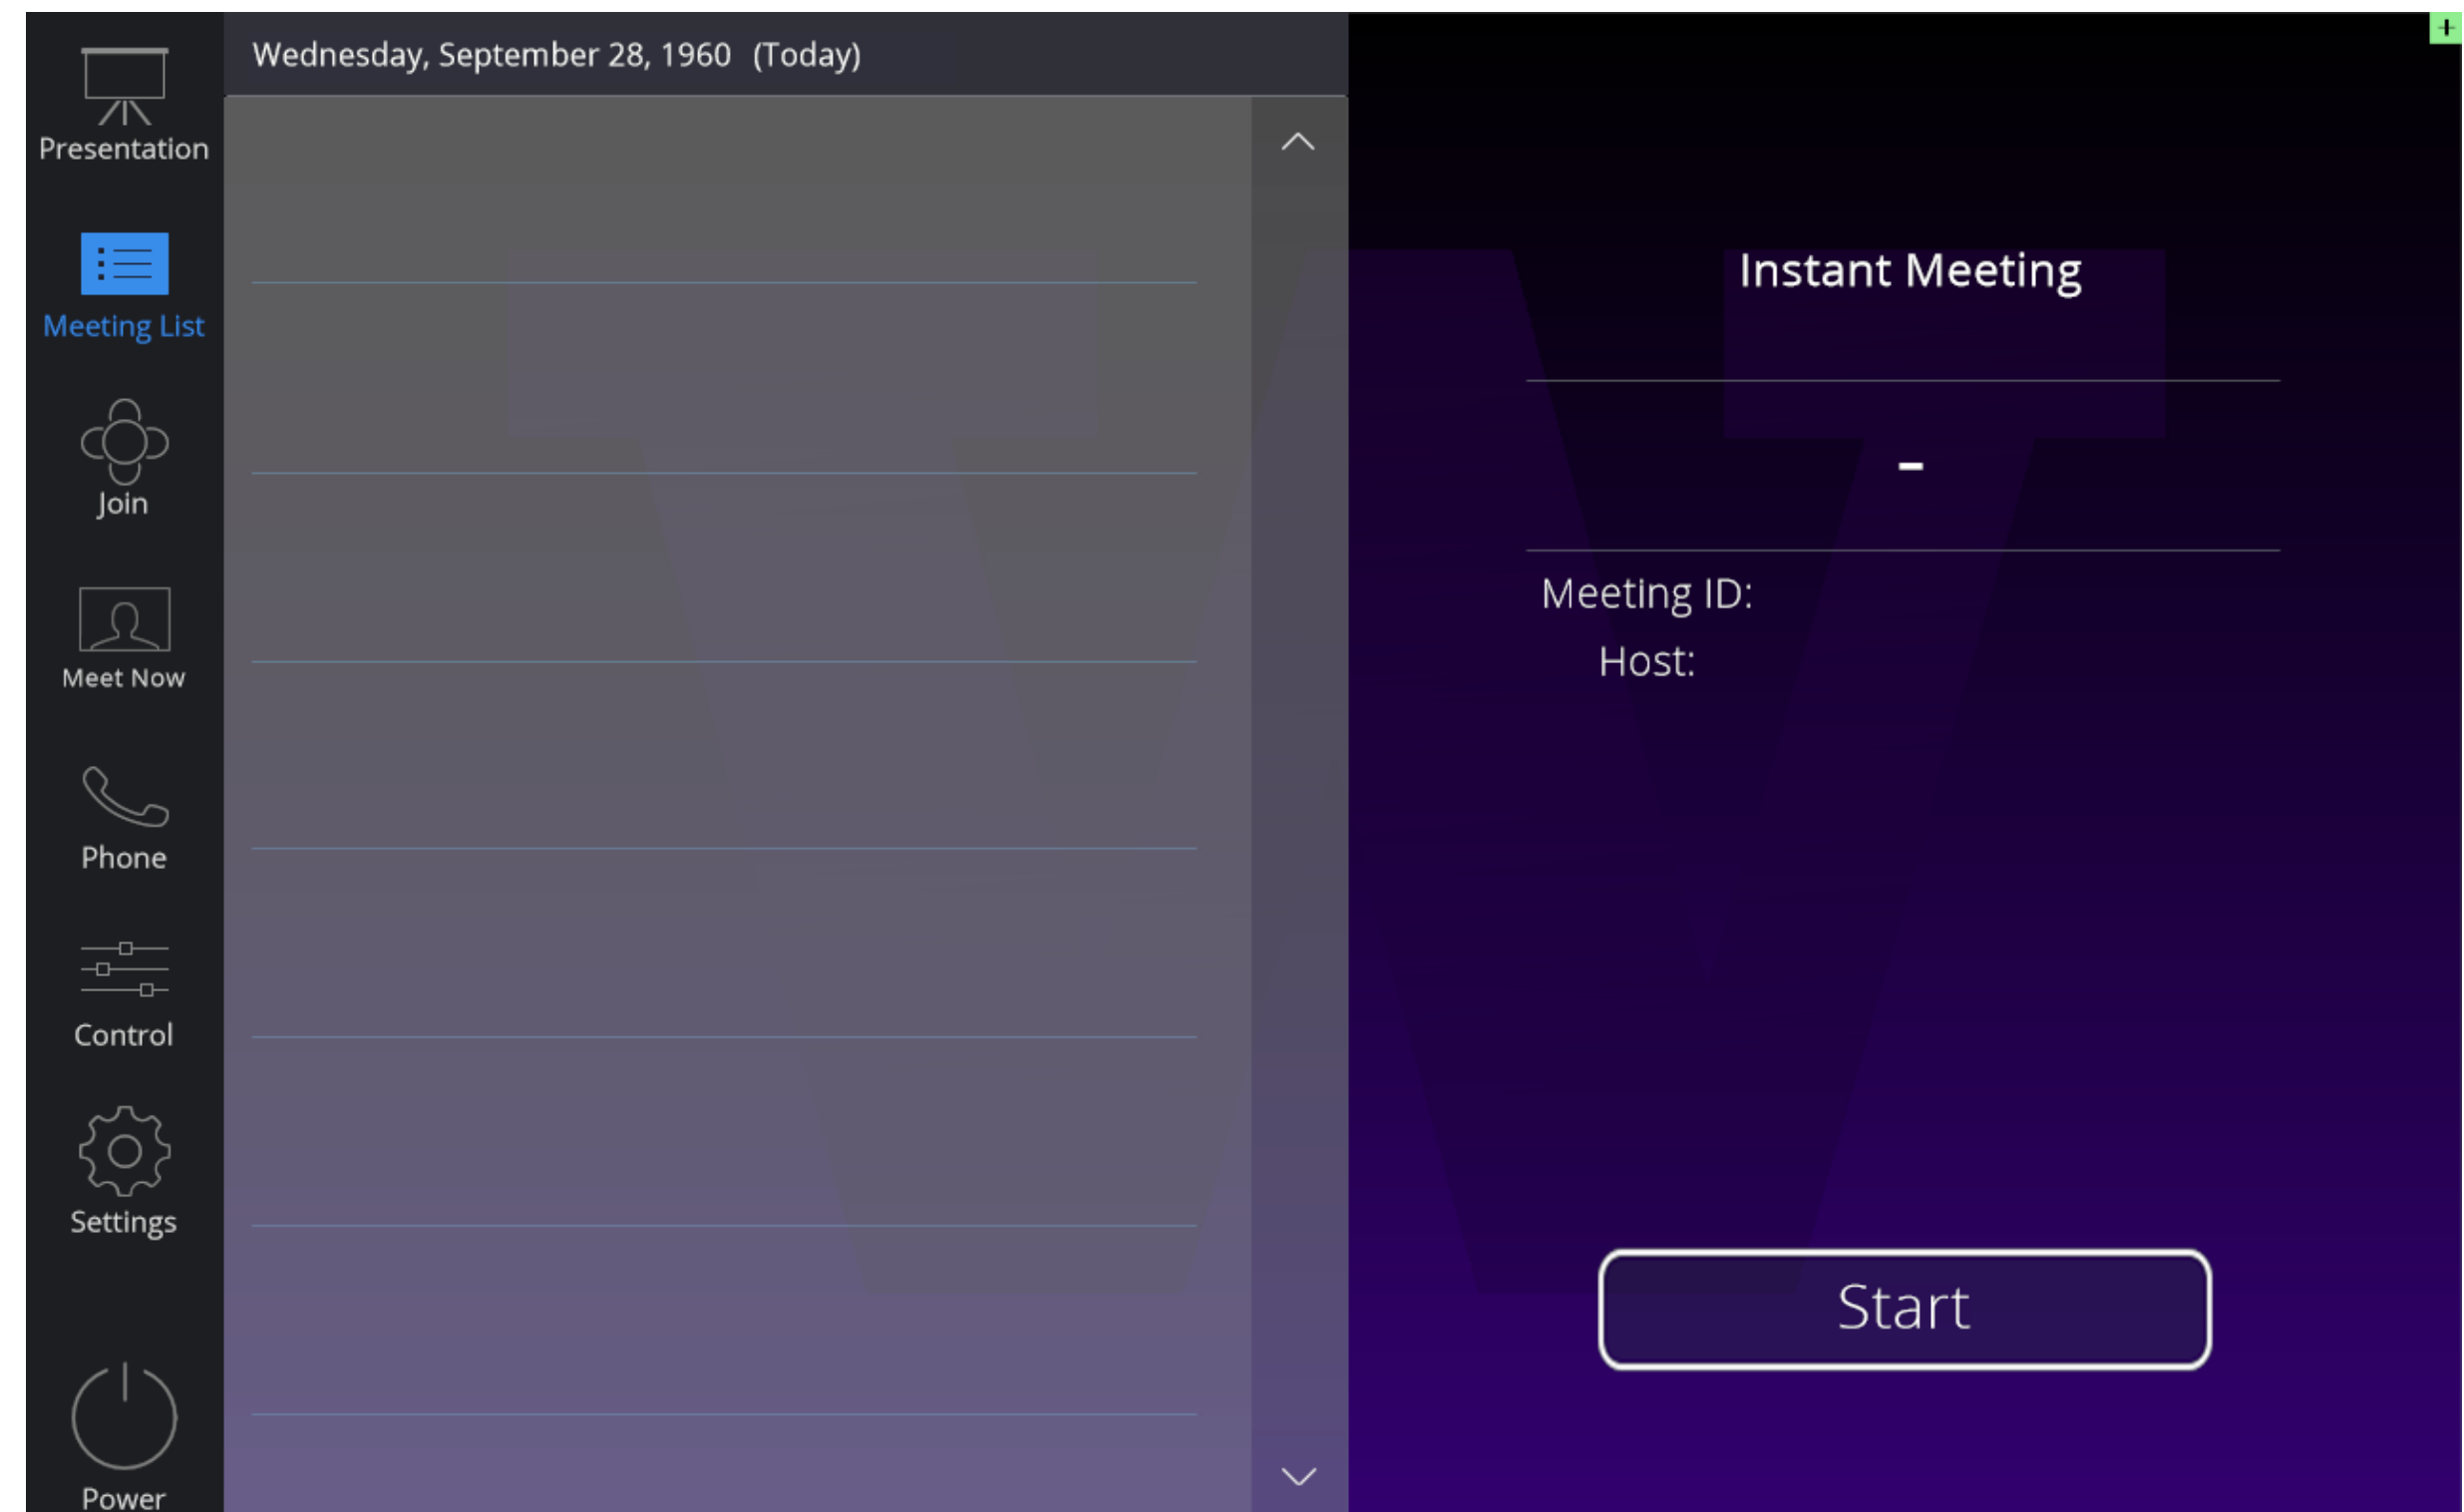 Presentation
Meeting List
Join
Meet Now
Phone
Control
Settings
Power
Wednesday, September 28, 1960 (Today)
+
Instant Meeting
-
Meeting ID:
Host:
Start